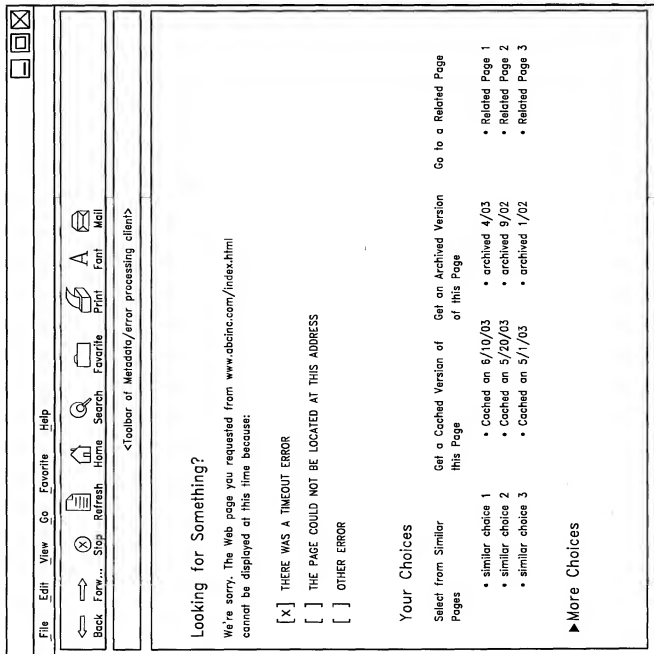 File Edit View Go Favorite Help
Back Forw... Stop Refresh Home Search Favorite Print Font Mail
<Toolbar of Metadata/error processing client>
Looking for Something?
We're sorry. The Web page you requested from www.abcinc.com/index.html
cannot be displayed at this time because:
[x] THERE WAS A TIMEOUT ERROR
[ ] THE PAGE COULD NOT BE LOCATED AT THIS ADDRESS
[ ] OTHER ERROR
Your Choices
Select from Similar
Pages
• similar choice 1
• similar choice 2
• similar choice 3
Get a Cached Version of
this Page
• Cached on 6/10/03
• Cached on 5/20/03
• Cached on 5/1/03
Get an Archived Version
of this Page
• archived 4/03
• archived 9/02
• archived 1/02
Go to a Related Page
• Related Page 1
• Related Page 2
• Related Page 3
▶More Choices